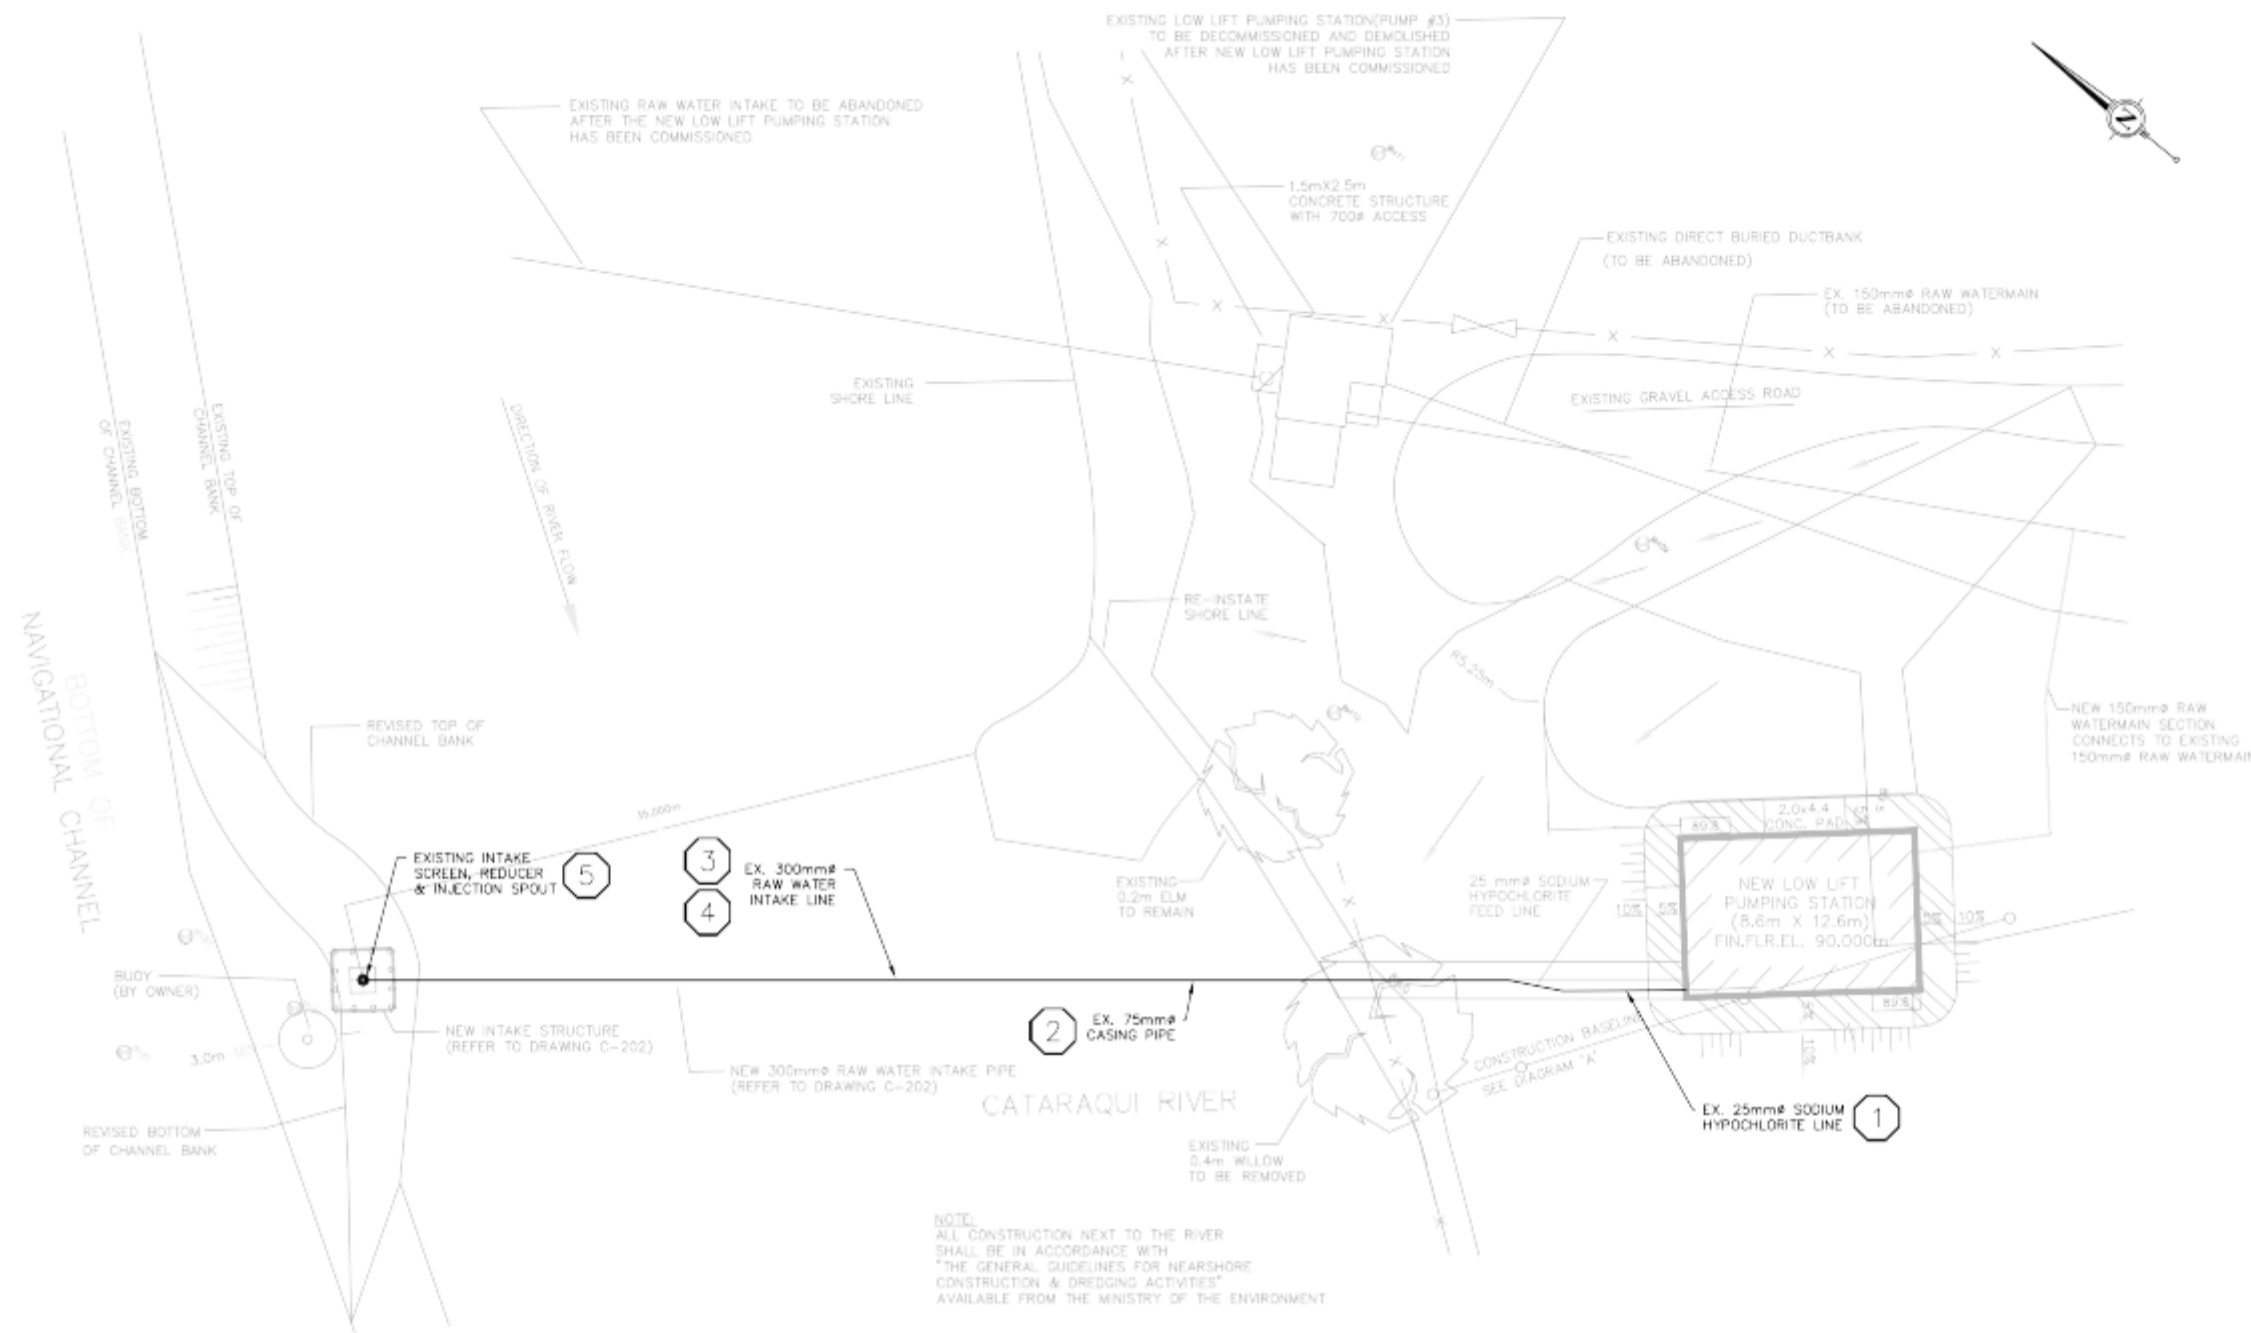 EXISTING LOW LIFT PUMPING STATION(PUMP #3)
TO BE DECOMMISSIONED AND DEMOLISHED
AFTER NEW LOW LIFT PUMPING STATION
HAS BEEN COMMISSIONED
EXISTING RAW WATER INTAKE TO BE ABANDONED
AFTER THE NEW LOW LIFT PUMPING STATION
HAS BEEN COMMISSIONED
N
1.5mX2.5m
CONCRETE STRUCTURE
WITH 700ø ACCESS
EXISTING DIRECT BURIED DUCTBANK
(TO BE ABANDONED)
EX. 150mmø RAW WATERMAIN
(TO BE ABANDONED)
EXISTING
SHORE LINE
EXISTING GRAVEL ACCESS ROAD
EXISTING BOTTOM
OF CHANNEL BANK
EXISTING TOP OF
CHANNEL BANK
DIRECTION OF RIVER FLOW
RE-INSTATE
SHORE LINE
R5.25m
BOTTOM OF
NAVIGATIONAL CHANNEL
REVISED TOP OF
CHANNEL BANK
NEW 150mmø RAW
WATERMAIN SECTION
CONNECTS TO EXISTING
150mmø RAW WATERMAIN
35.000m
2.0x4.4
CONC. PAD
EXISTING INTAKE
SCREEN, REDUCER
& INJECTION SPOUT
5
3
4
EX. 300mmø
RAW WATER
INTAKE LINE
EXISTING
0.2m ELM
TO REMAIN
25 mmø SODIUM
HYPOCHLORITE
FEED LINE
10%
5%
NEW LOW LIFT
PUMPING STATION
(8.6m X 12.6m)
FIN.FLR.EL. 90.000m
5%
10%
BUOY
(BY OWNER)
3.0m
NEW INTAKE STRUCTURE
(REFER TO DRAWING C-202)
2
EX. 75mmø
CASING PIPE
NEW 300mmø RAW WATER INTAKE PIPE
(REFER TO DRAWING C-202)
CATARAQUI RIVER
CONSTRUCTION BASELINE
SEE DIAGRAM "A"
5%
10%
EX. 25mmø SODIUM
HYPOCHLORITE LINE
1
REVISED BOTTOM
OF CHANNEL BANK
EXISTING
0.4m WILLOW
TO BE REMOVED
NOTE:
ALL CONSTRUCTION NEXT TO THE RIVER
SHALL BE IN ACCORDANCE WITH
"THE GENERAL GUIDELINES FOR NEARSHORE
CONSTRUCTION & DREDGING ACTIVITIES"
AVAILABLE FROM THE MINISTRY OF THE ENVIRONMENT